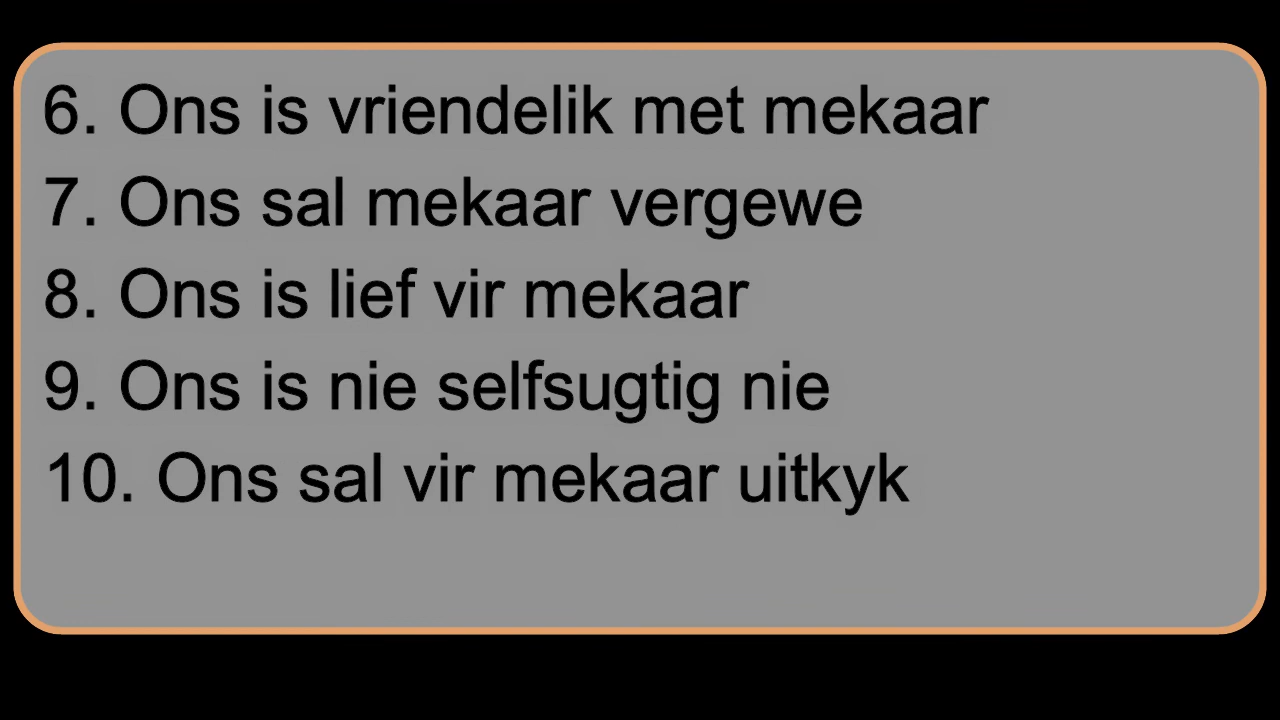 6. Ons is vriendelik met mekaar
7. Ons sal mekaar vergewe
8. Ons is lief vir mekaar
9. Ons is nie selfsugtig nie
10. Ons sal vir mekaar uitkyk